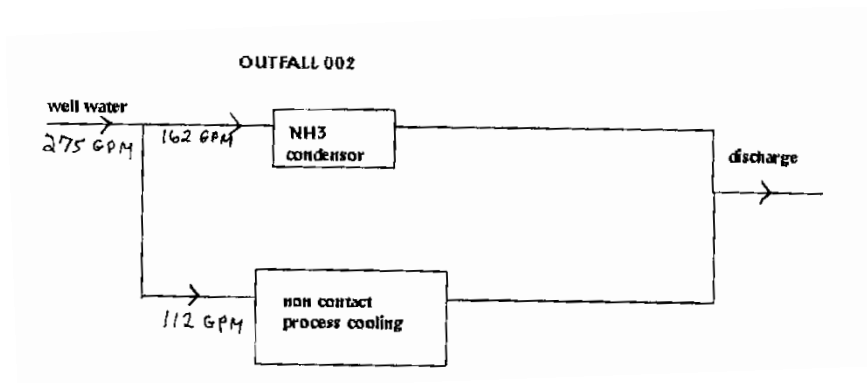 OUTFALL 002
well water
275 GPM
162 GPM
NH3
condensor
discharge
non contact
process cooling
112 GPM